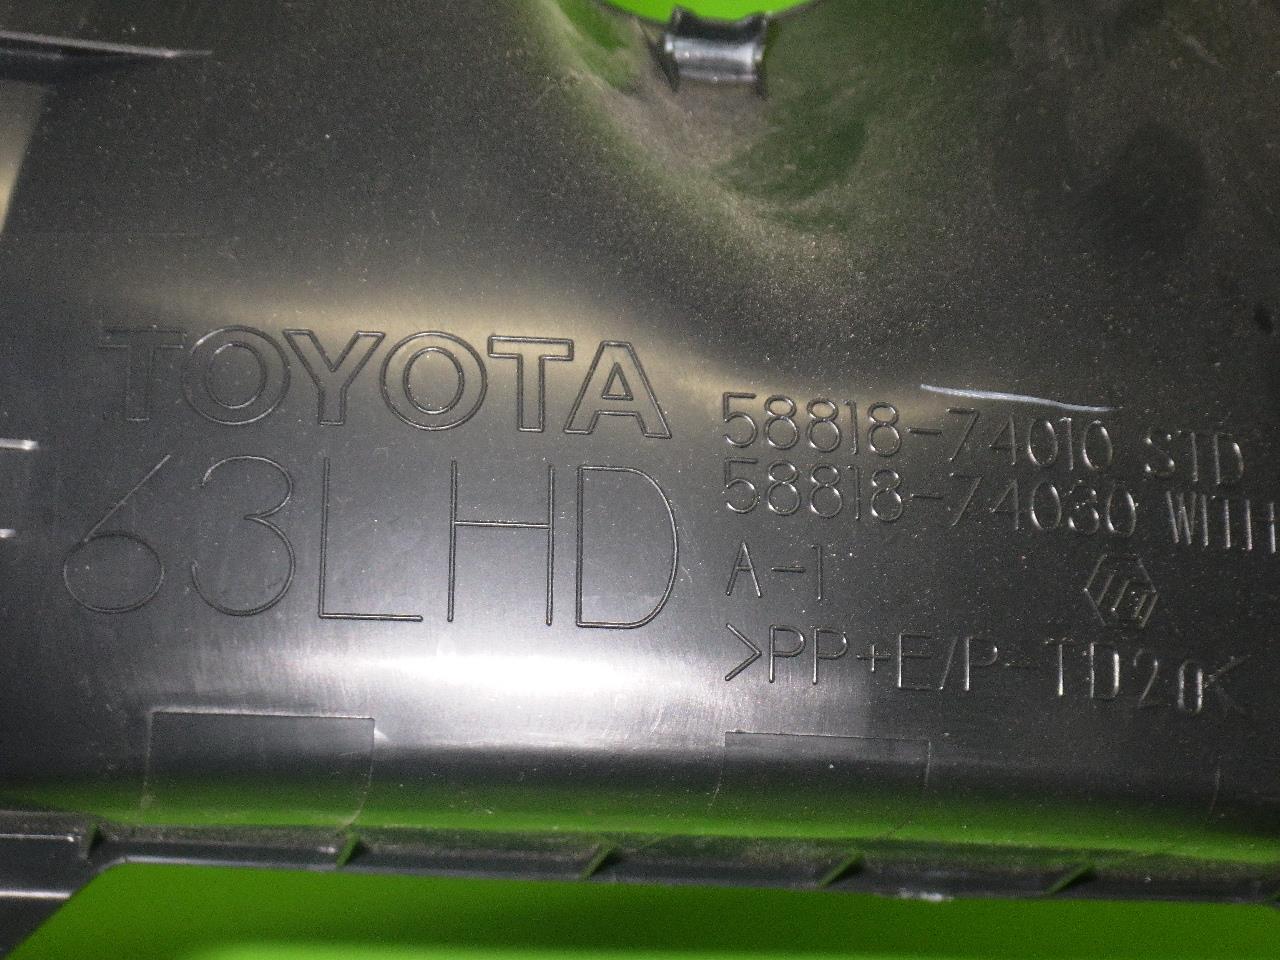 TOYOTA
63LHD
58818-74010 STD
58818-74030 WITH
A-1
>PP+E/P-TD20<